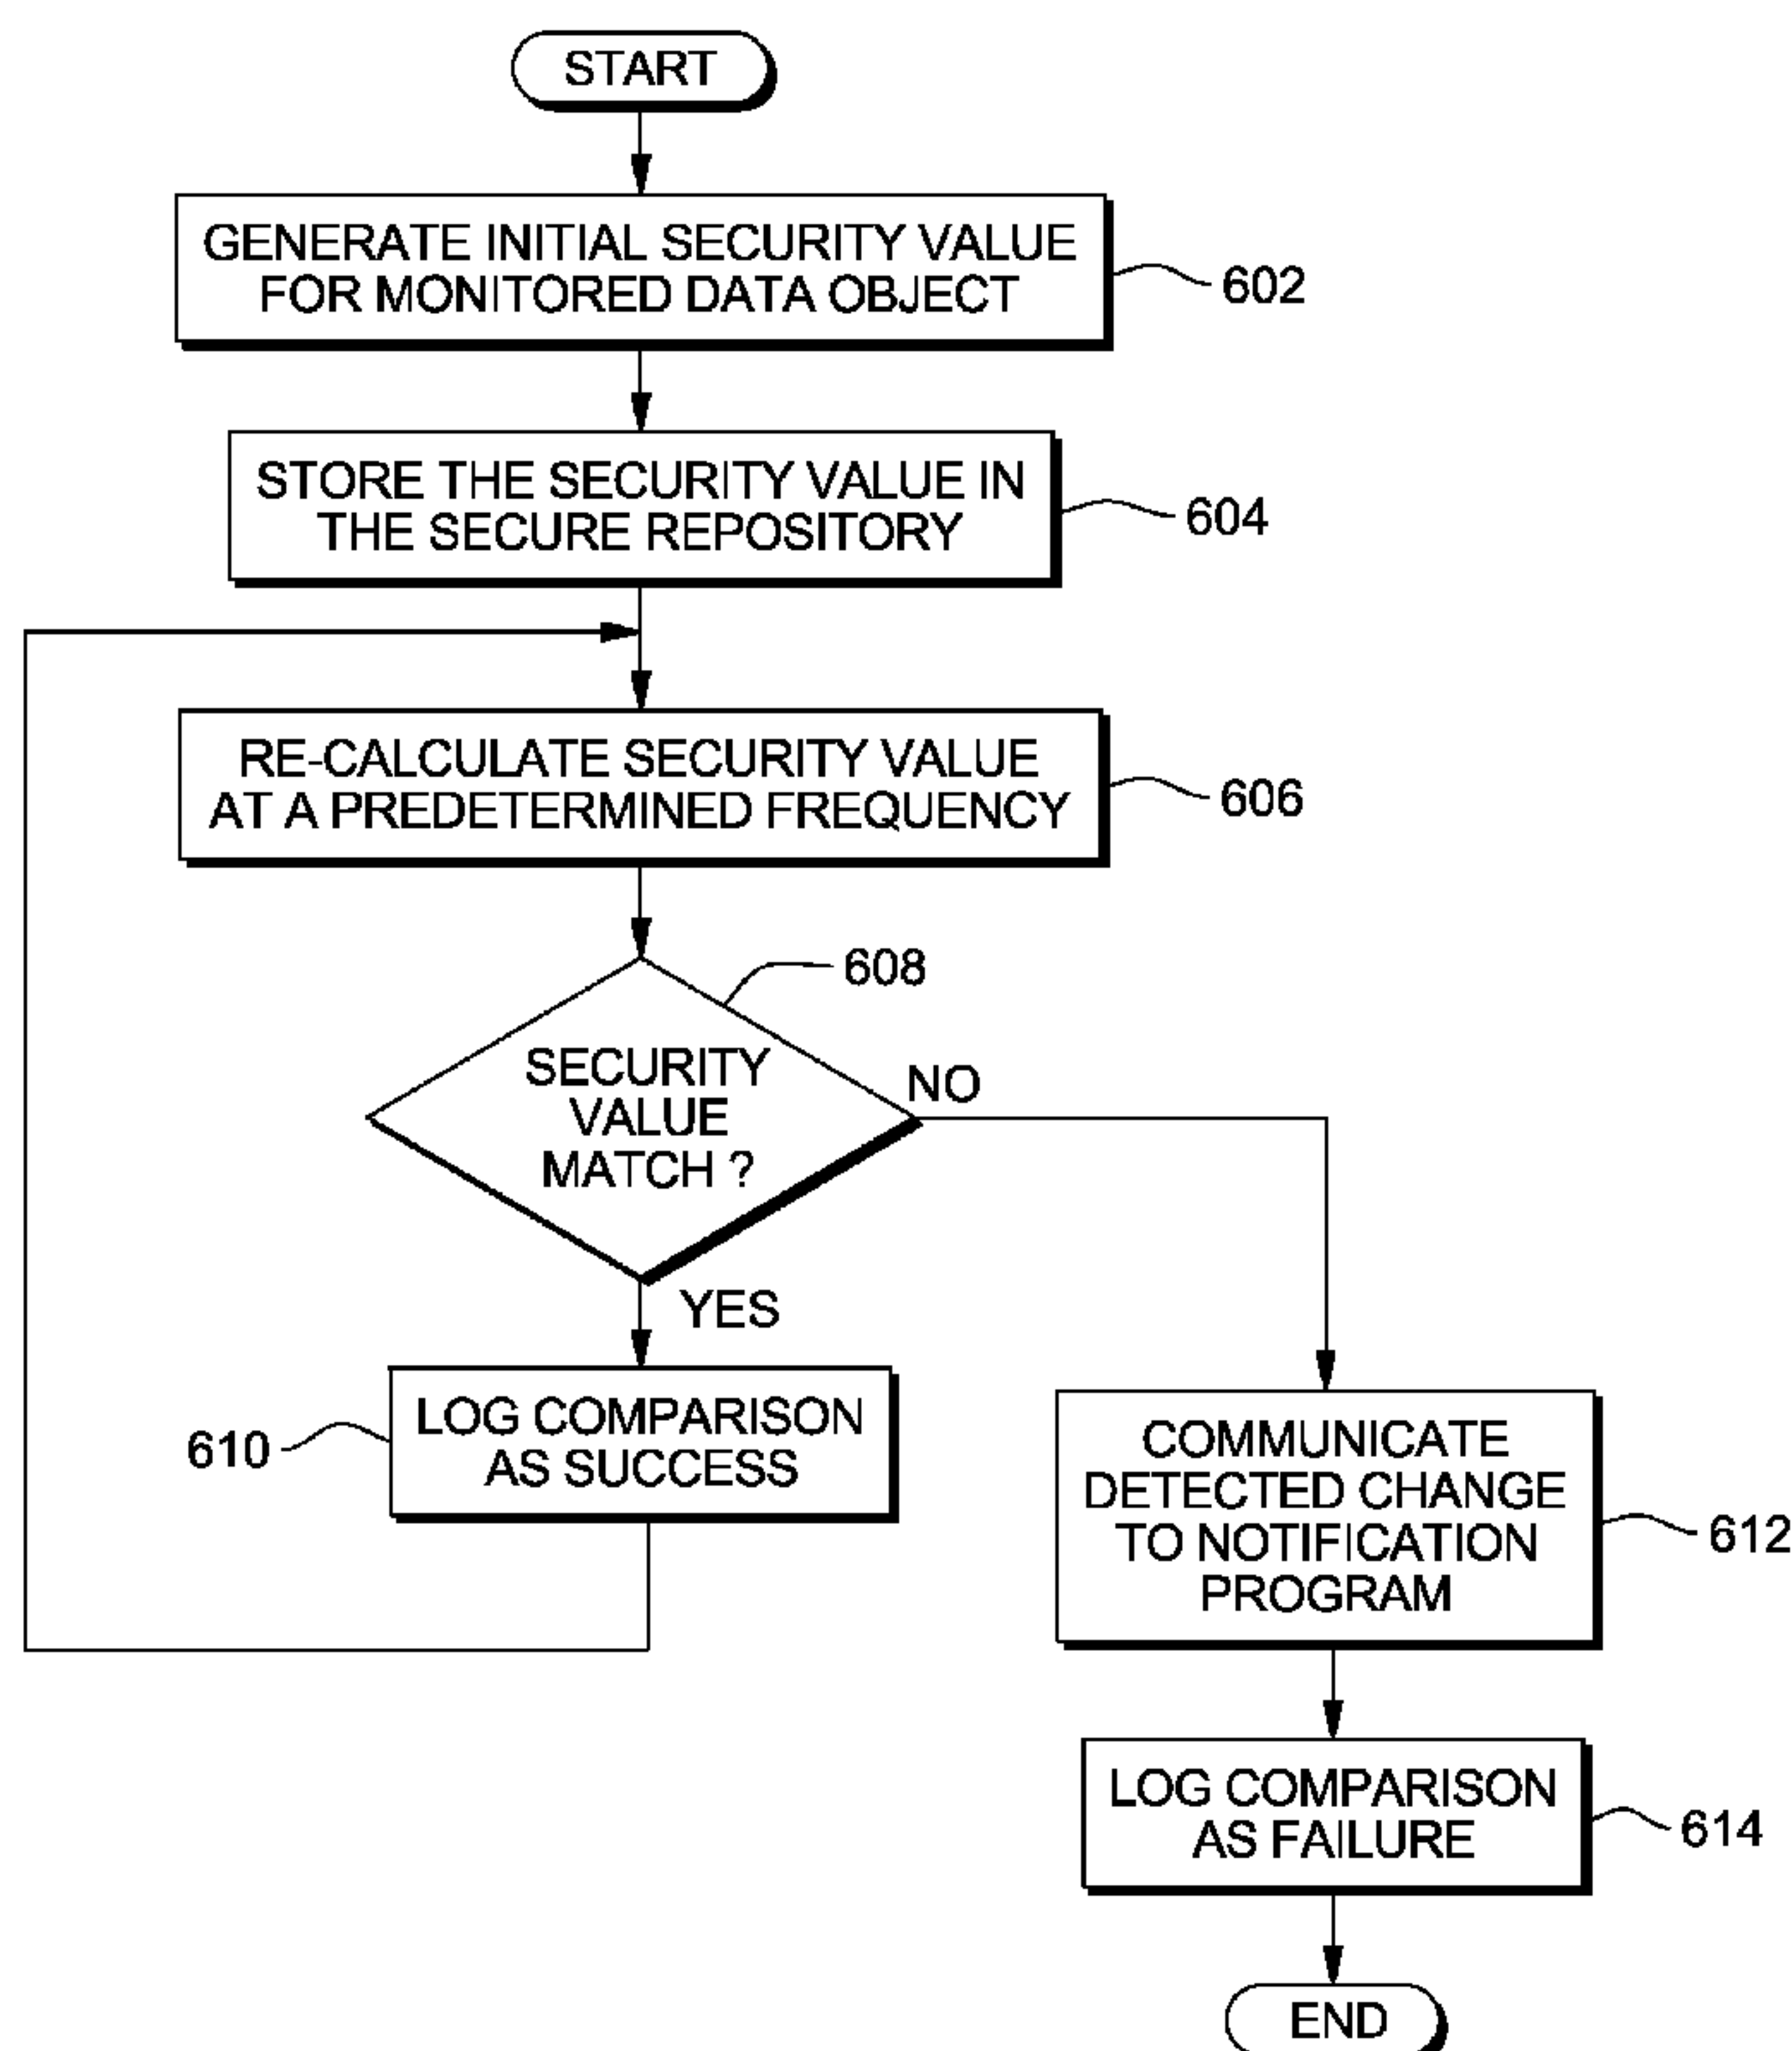 START
GENERATE INITIAL SECURITY VALUE
FOR MONITORED DATA OBJECT
602
STORE THE SECURITY VALUE IN
THE SECURE REPOSITORY
604
RE-CALCULATE SECURITY VALUE
AT A PREDETERMINED FREQUENCY
606
608
SECURITY
VALUE
MATCH ?
NO
YES
LOG COMPARISON
AS SUCCESS
610
COMMUNICATE
DETECTED CHANGE
TO NOTIFICATION
PROGRAM
612
LOG COMPARISON
AS FAILURE
614
END